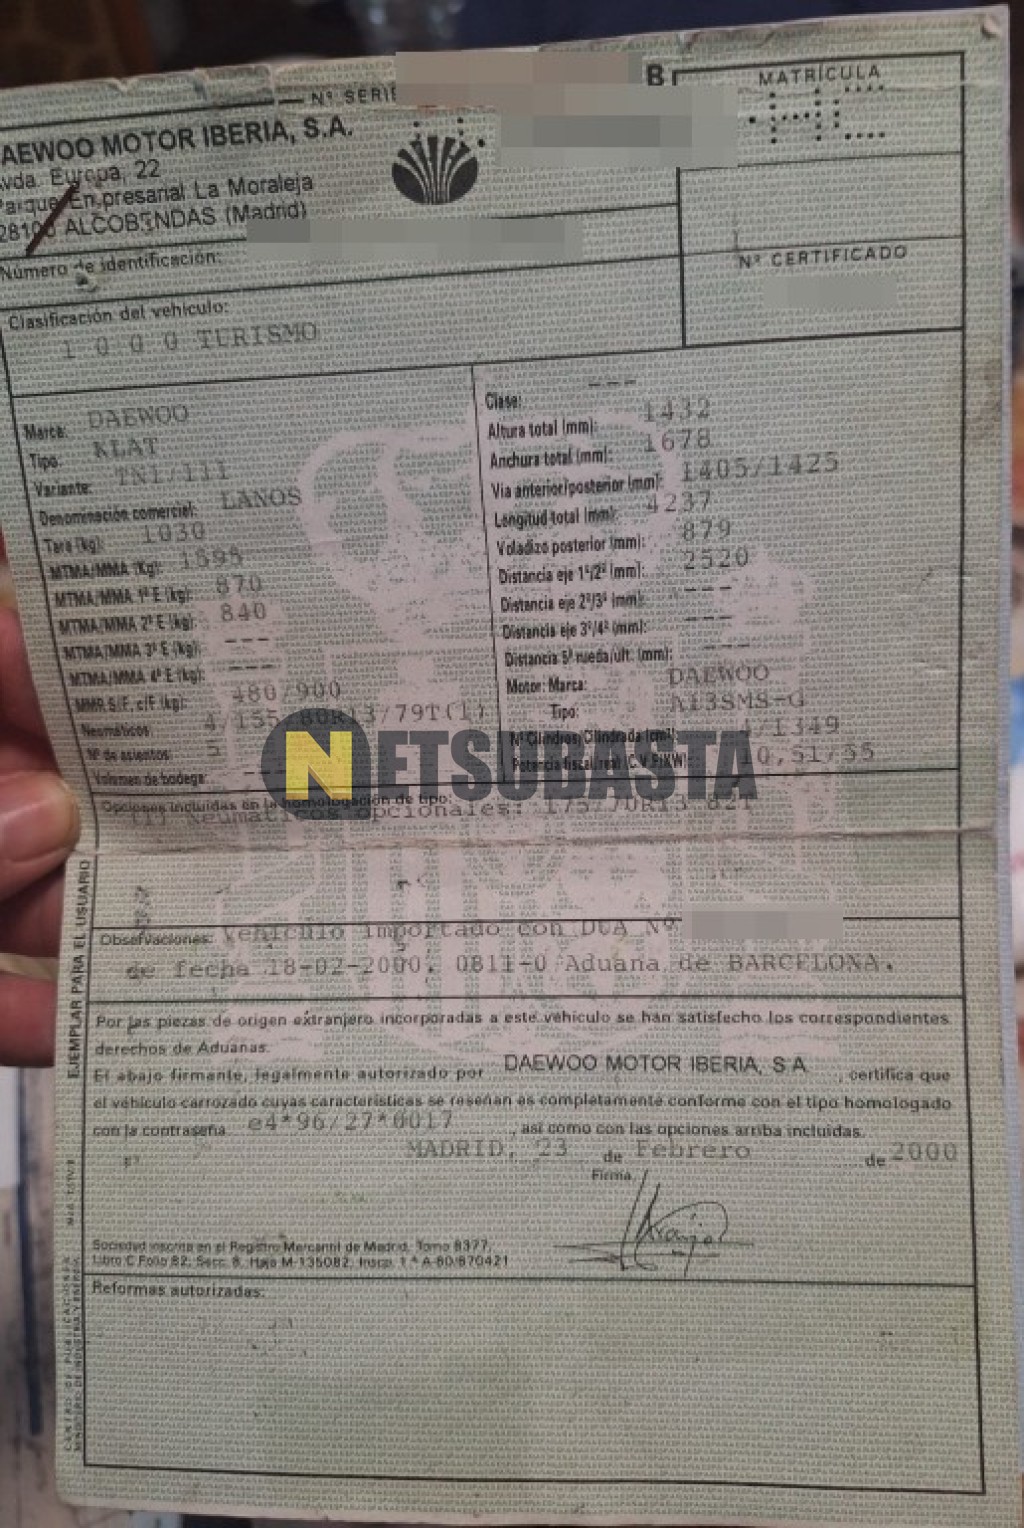 Nº SERIE
B
MATRÍCULA
DAEWOO MOTOR IBERIA, S.A.
Avda. Europa, 22
Parque Empresarial La Moraleja
28100 ALCOBENDAS (Madrid)
Número de identificación:
Nº CERTIFICADO
Clasificación del vehículo:
1 0 0 0 TURISMO
Marca: DAEWOO
Tipo: KLAT
Variante: TN1/111
Denominación comercial: LANOS
Tara (kg): 1030
MTMA/MMA (Kg): 1595
MTMA/MMA 1º E (kg): 870
MTMA/MMA 2º E (kg): 840
MTMA/MMA 3º E (kg): ---
MTMA/MMA 4º E (kg): ---
MMR S/F, c/F (kg): 480/900
Neumáticos: 4/155 80R13/79T(1)
Nº de asientos: 5
Volumen de bodega: ---
Clase: ---
Altura total (mm): 1432
Anchura total (mm): 1678
Vía anterior/posterior (mm): 1405/1425
Longitud total (mm): 4237
Voladizo posterior (mm): 879
Distancia eje 1º/2º (mm): 2520
Distancia eje 2º/3º (mm): ---
Distancia eje 3º/4º (mm): ---
Distancia 5ª rueda/últ. (mm): ---
Motor: Marca: DAEWOO
Tipo: A13SMS-G
Nº Cilindros/Cilindrada (cm³): 4/1349
Potencia fiscal/real (C.V.F/KW): 10,51/55
NETSUBASTA
Opciones incluidas en la homologación de tipo:
(1) Neumáticos opcionales: 175/70R13 82T
Observaciones: Vehículo importado con DUA Nº
de fecha 18-02-2000. 0811-0 Aduana de BARCELONA.
Por las piezas de origen extranjero incorporadas a este vehículo se han satisfecho los correspondientes
derechos de Aduanas.
El abajo firmante, legalmente autorizado por DAEWOO MOTOR IBERIA, S.A. , certifica que
el vehículo carrozado cuyas características se reseñan es completamente conforme con el tipo homologado
con la contraseña e4*96/27*0017 , así como con las opciones arriba incluidas.
MADRID, 23 de Febrero de 2000
Firma
Sociedad inscrita en el Registro Mercantil de Madrid, Tomo 8377,
Libro C Folio 82, Secc. 8, Hoja M-135082, Inscp. 1ª A-80/870421
Reformas autorizadas:
EJEMPLAR PARA EL USUARIO
CENTRO DE PUBLICACIONES
MINISTERIO DE INDUSTRIA Y ENERGÍA